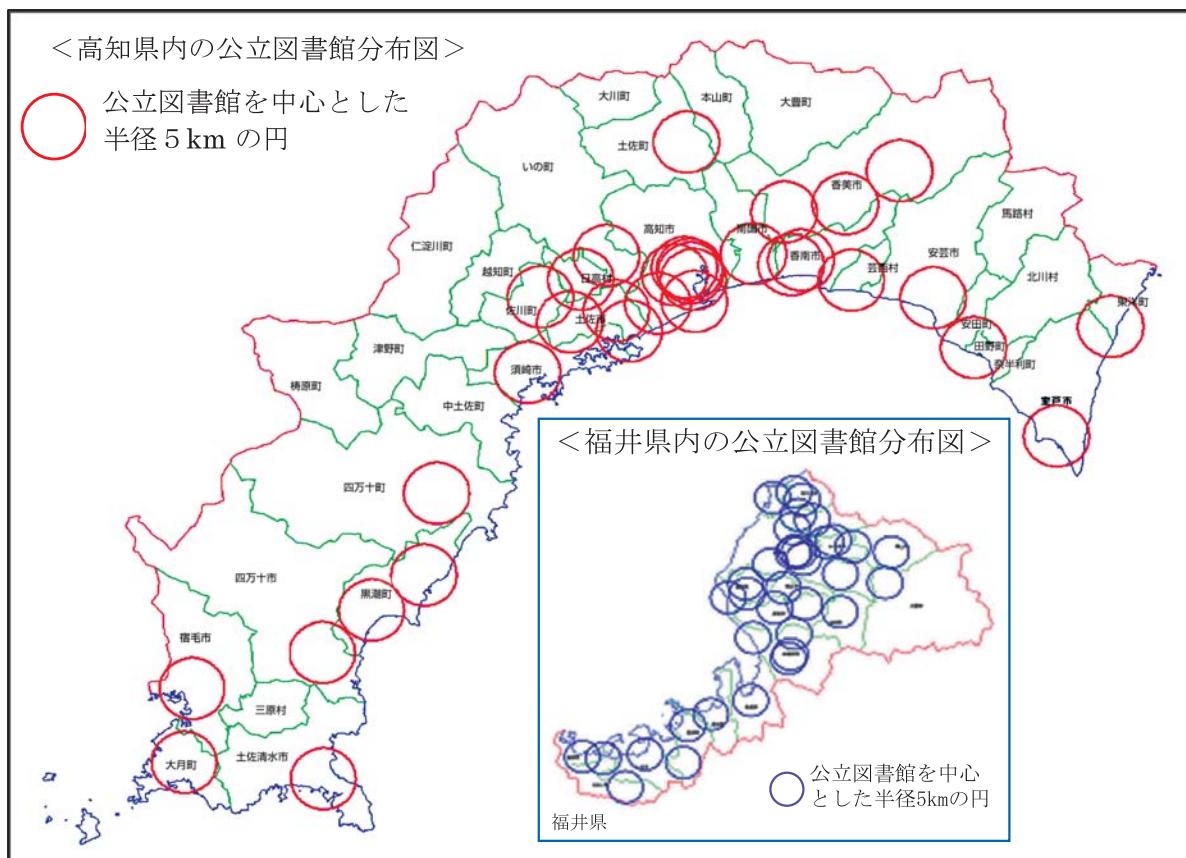 ＜高知県内の公立図書館分布図＞
公立図書館を中心とした
半径５km の円
大川町
本山町
大豊町
土佐町
いの町
香美市
馬路村
高知市
南国市
仁淀川町
安芸市
越知町
日高村
香南市
芸西村
北川村
東洋町
佐川町
土佐市
安田町
津野町
田野町
奈半利町
須崎市
梼原町
中土佐町
室戸市
四万十町
四万十市
黒潮町
宿毛市
三原村
土佐清水市
大月町
＜福井県内の公立図書館分布図＞
公立図書館を中心
とした半径5kmの円
福井県